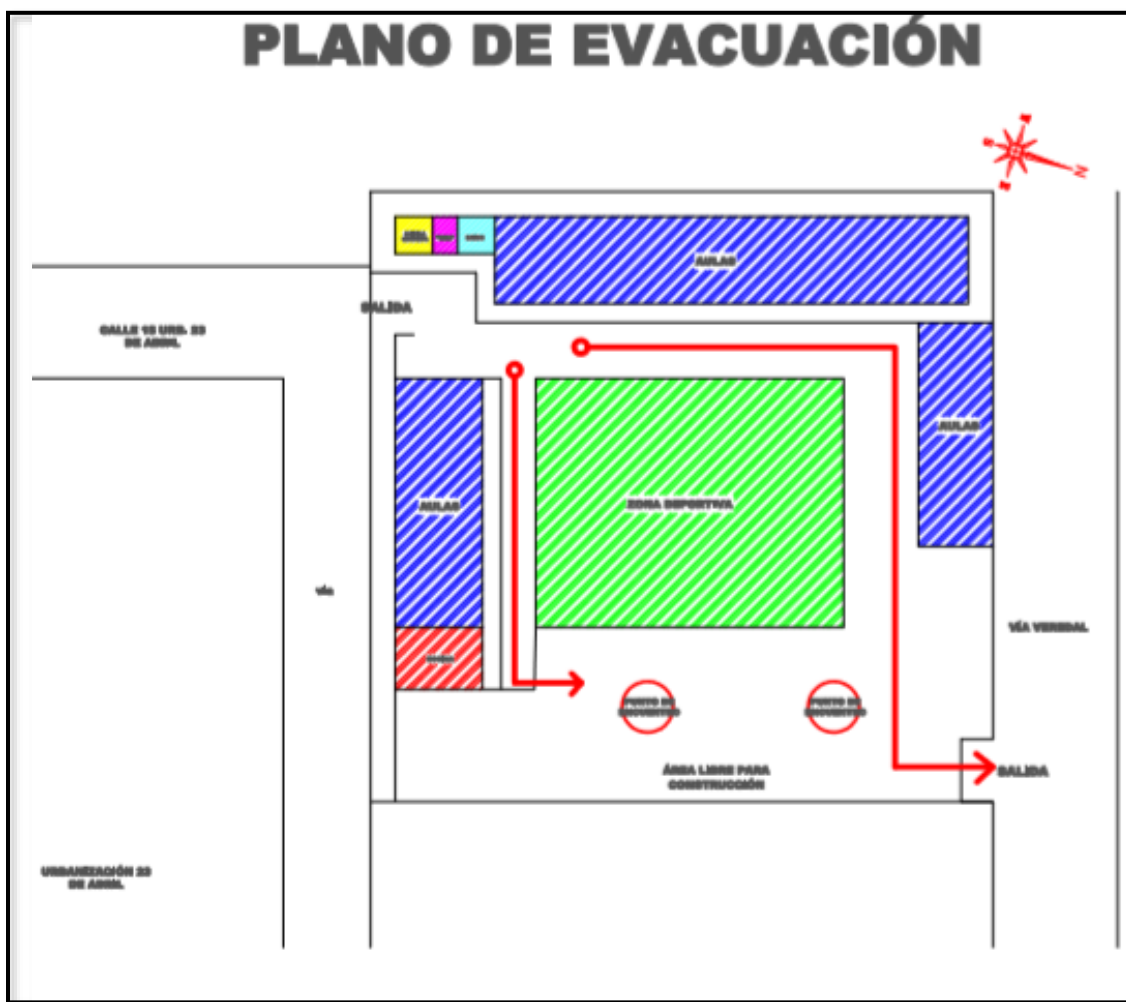 PLANO DE EVACUACIÓN
N
AULAS
SALIDA
CALLE 18 URB. 23
DE ABRIL
AULAS
AULAS
ZONA DEPORTIVA
VÍA
VÍA VEREDAL
PUNTO DE
ENCUENTRO
PUNTO DE
ENCUENTRO
ÁREA LIBRE PARA
CONSTRUCCIÓN
SALIDA
URBANIZACIÓN 23
DE ABRIL